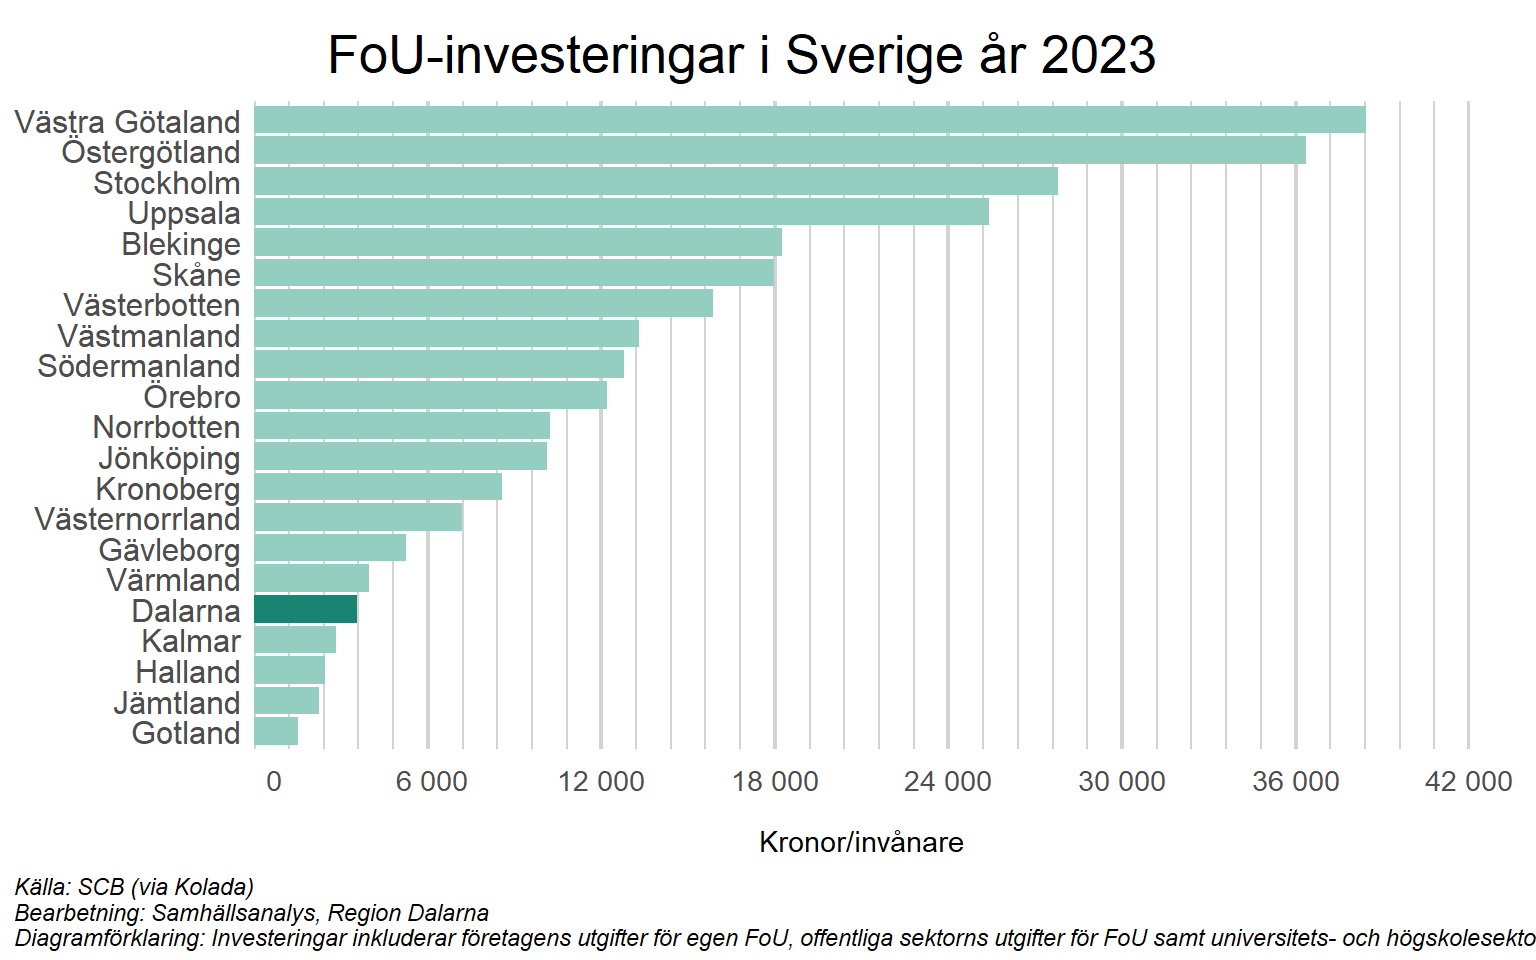 FoU-investeringar i Sverige år 2023
Västra Götaland
Östergötland
Stockholm
Uppsala
Blekinge
Skåne
Västerbotten
Västmanland
Södermanland
Örebro
Norrbotten
Jönköping
Kronoberg
Västernorrland
Gävleborg
Värmland
Dalarna
Kalmar
Halland
Jämtland
Gotland
0 6 000 12 000 18 000 24 000 30 000 36 000 42 000
Kronor/invånare
Källa: SCB (via Kolada)
Bearbetning: Samhällsanalys, Region Dalarna
Diagramförklaring: Investeringar inkluderar företagens utgifter för egen FoU, offentliga sektorns utgifter för FoU samt universitets- och högskolesekto